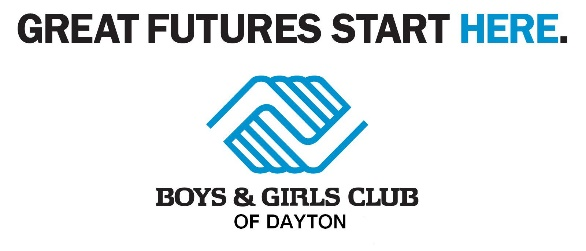 GREAT FUTURES START HERE.
BOYS & GIRLS CLUB
OF DAYTON